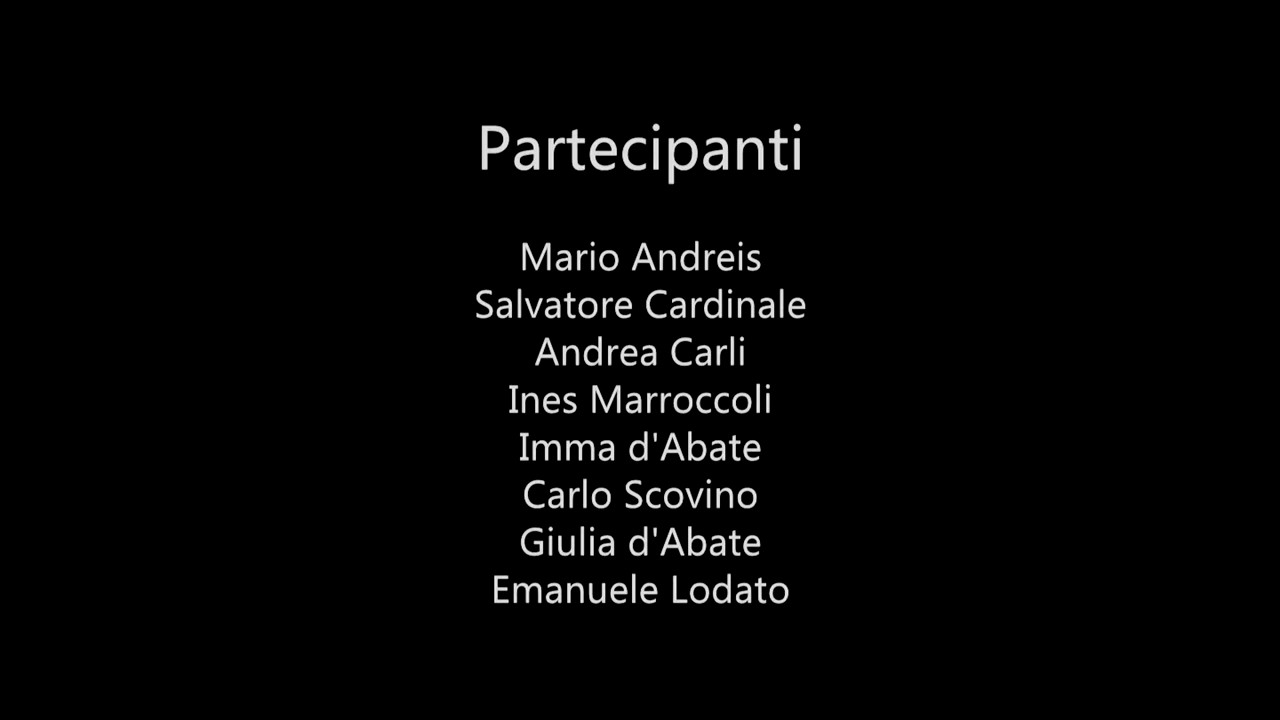 Partecipanti
Mario Andreis
Salvatore Cardinale
Andrea Carli
Ines Marroccoli
Imma d'Abate
Carlo Scovino
Giulia d'Abate
Emanuele Lodato